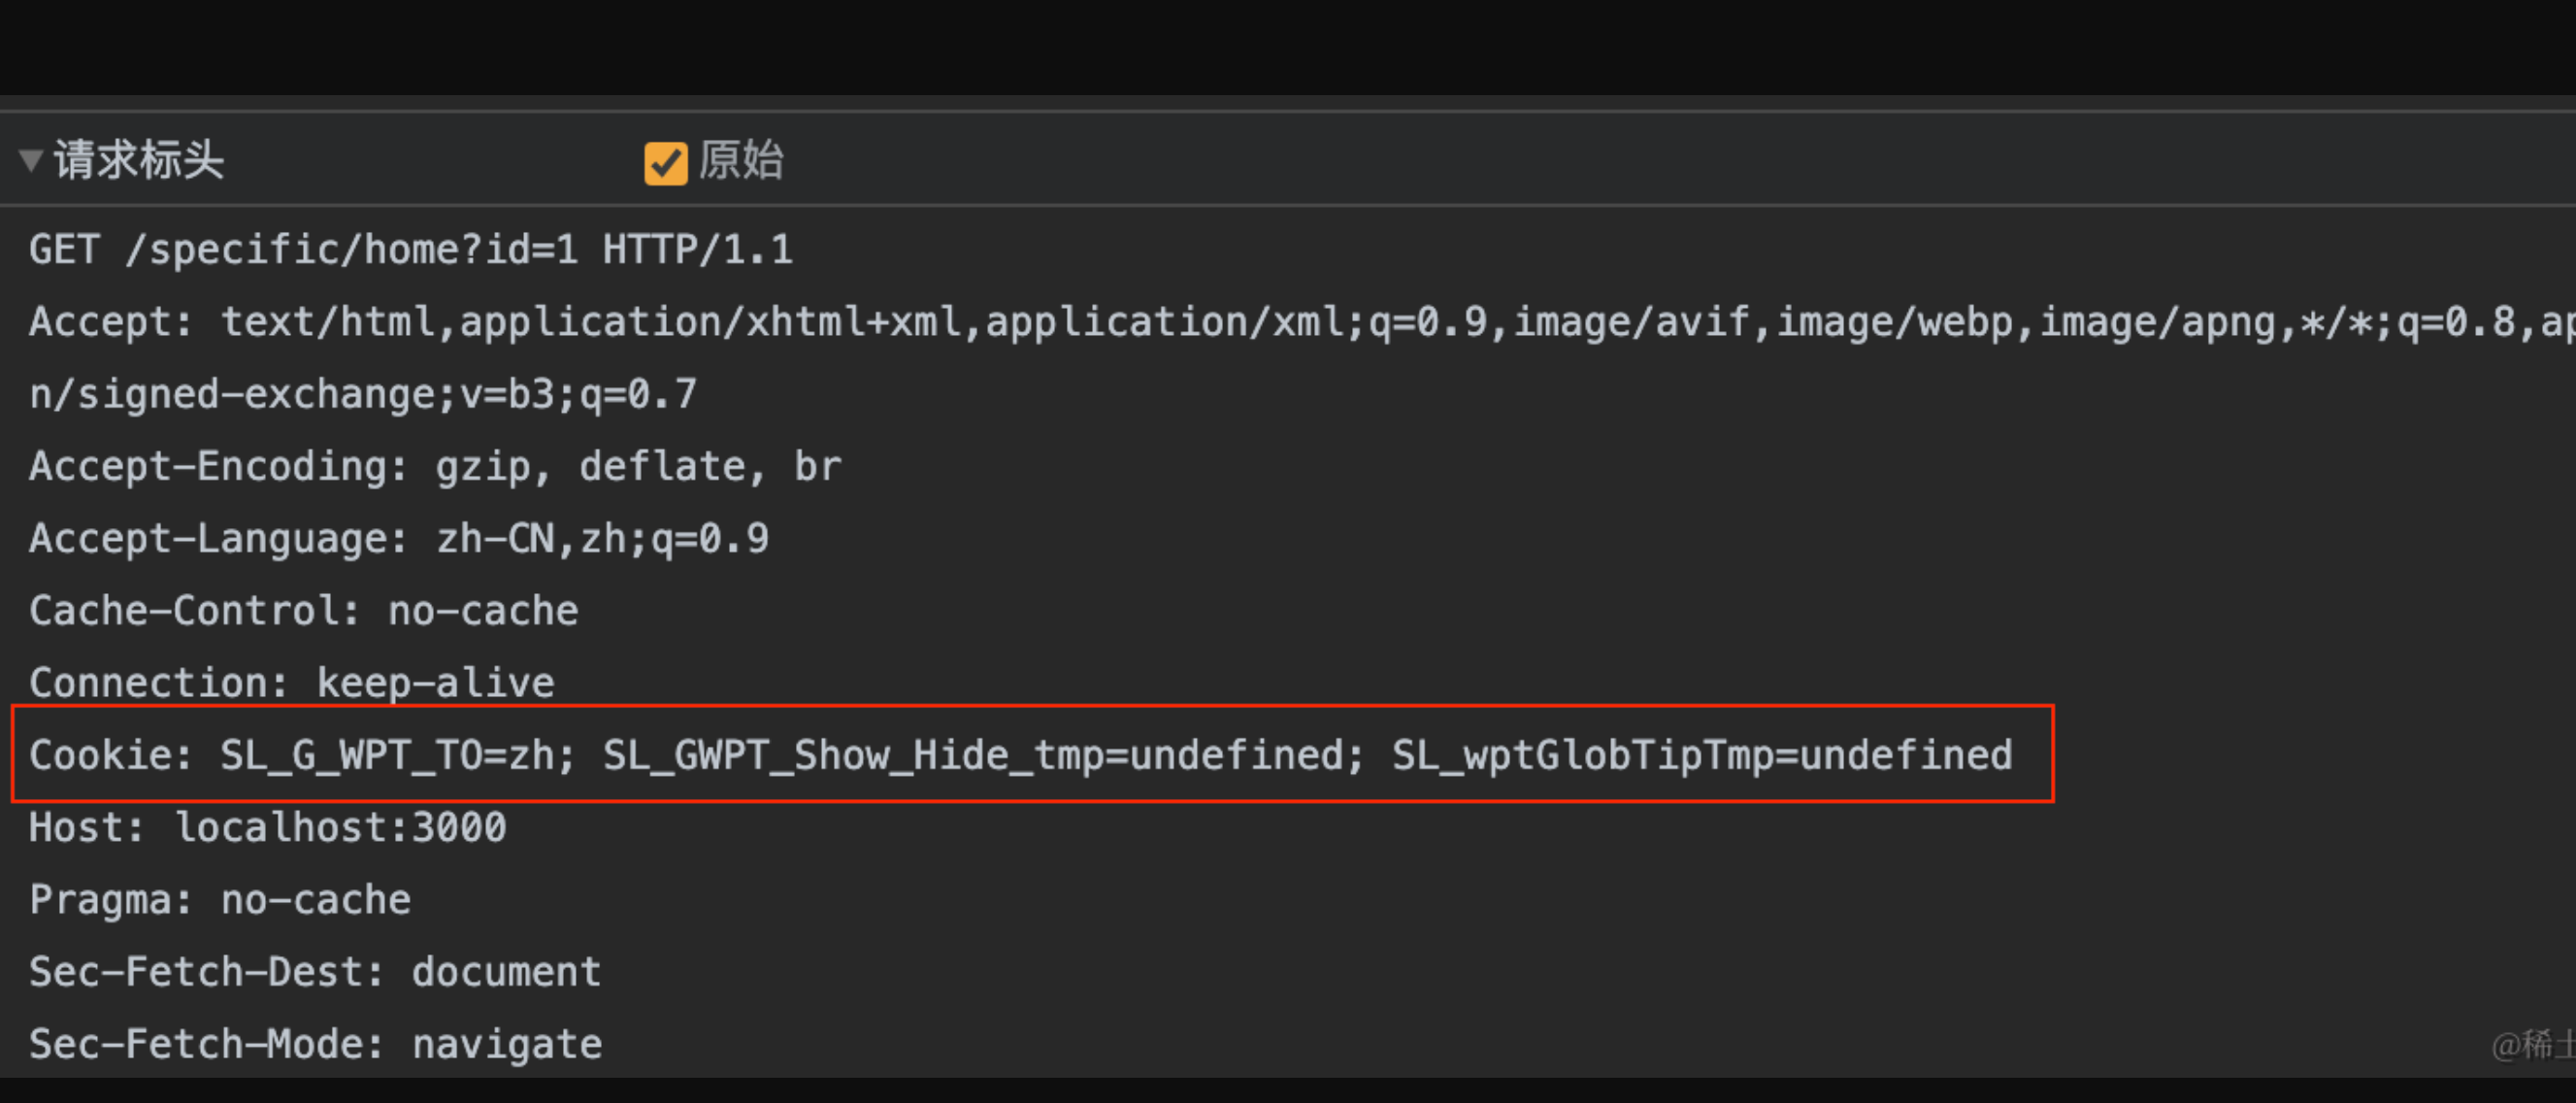 请求标头 原始
GET /specific/home?id=1 HTTP/1.1
Accept: text/html,application/xhtml+xml,application/xml;q=0.9,image/avif,image/webp,image/apng,*/*;q=0.8,ap
n/signed-exchange;v=b3;q=0.7
Accept-Encoding: gzip, deflate, br
Accept-Language: zh-CN,zh;q=0.9
Cache-Control: no-cache
Connection: keep-alive
Cookie: SL_G_WPT_TO=zh; SL_GWPT_Show_Hide_tmp=undefined; SL_wptGlobTipTmp=undefined
Host: localhost:3000
Pragma: no-cache
Sec-Fetch-Dest: document
Sec-Fetch-Mode: navigate
@稀土